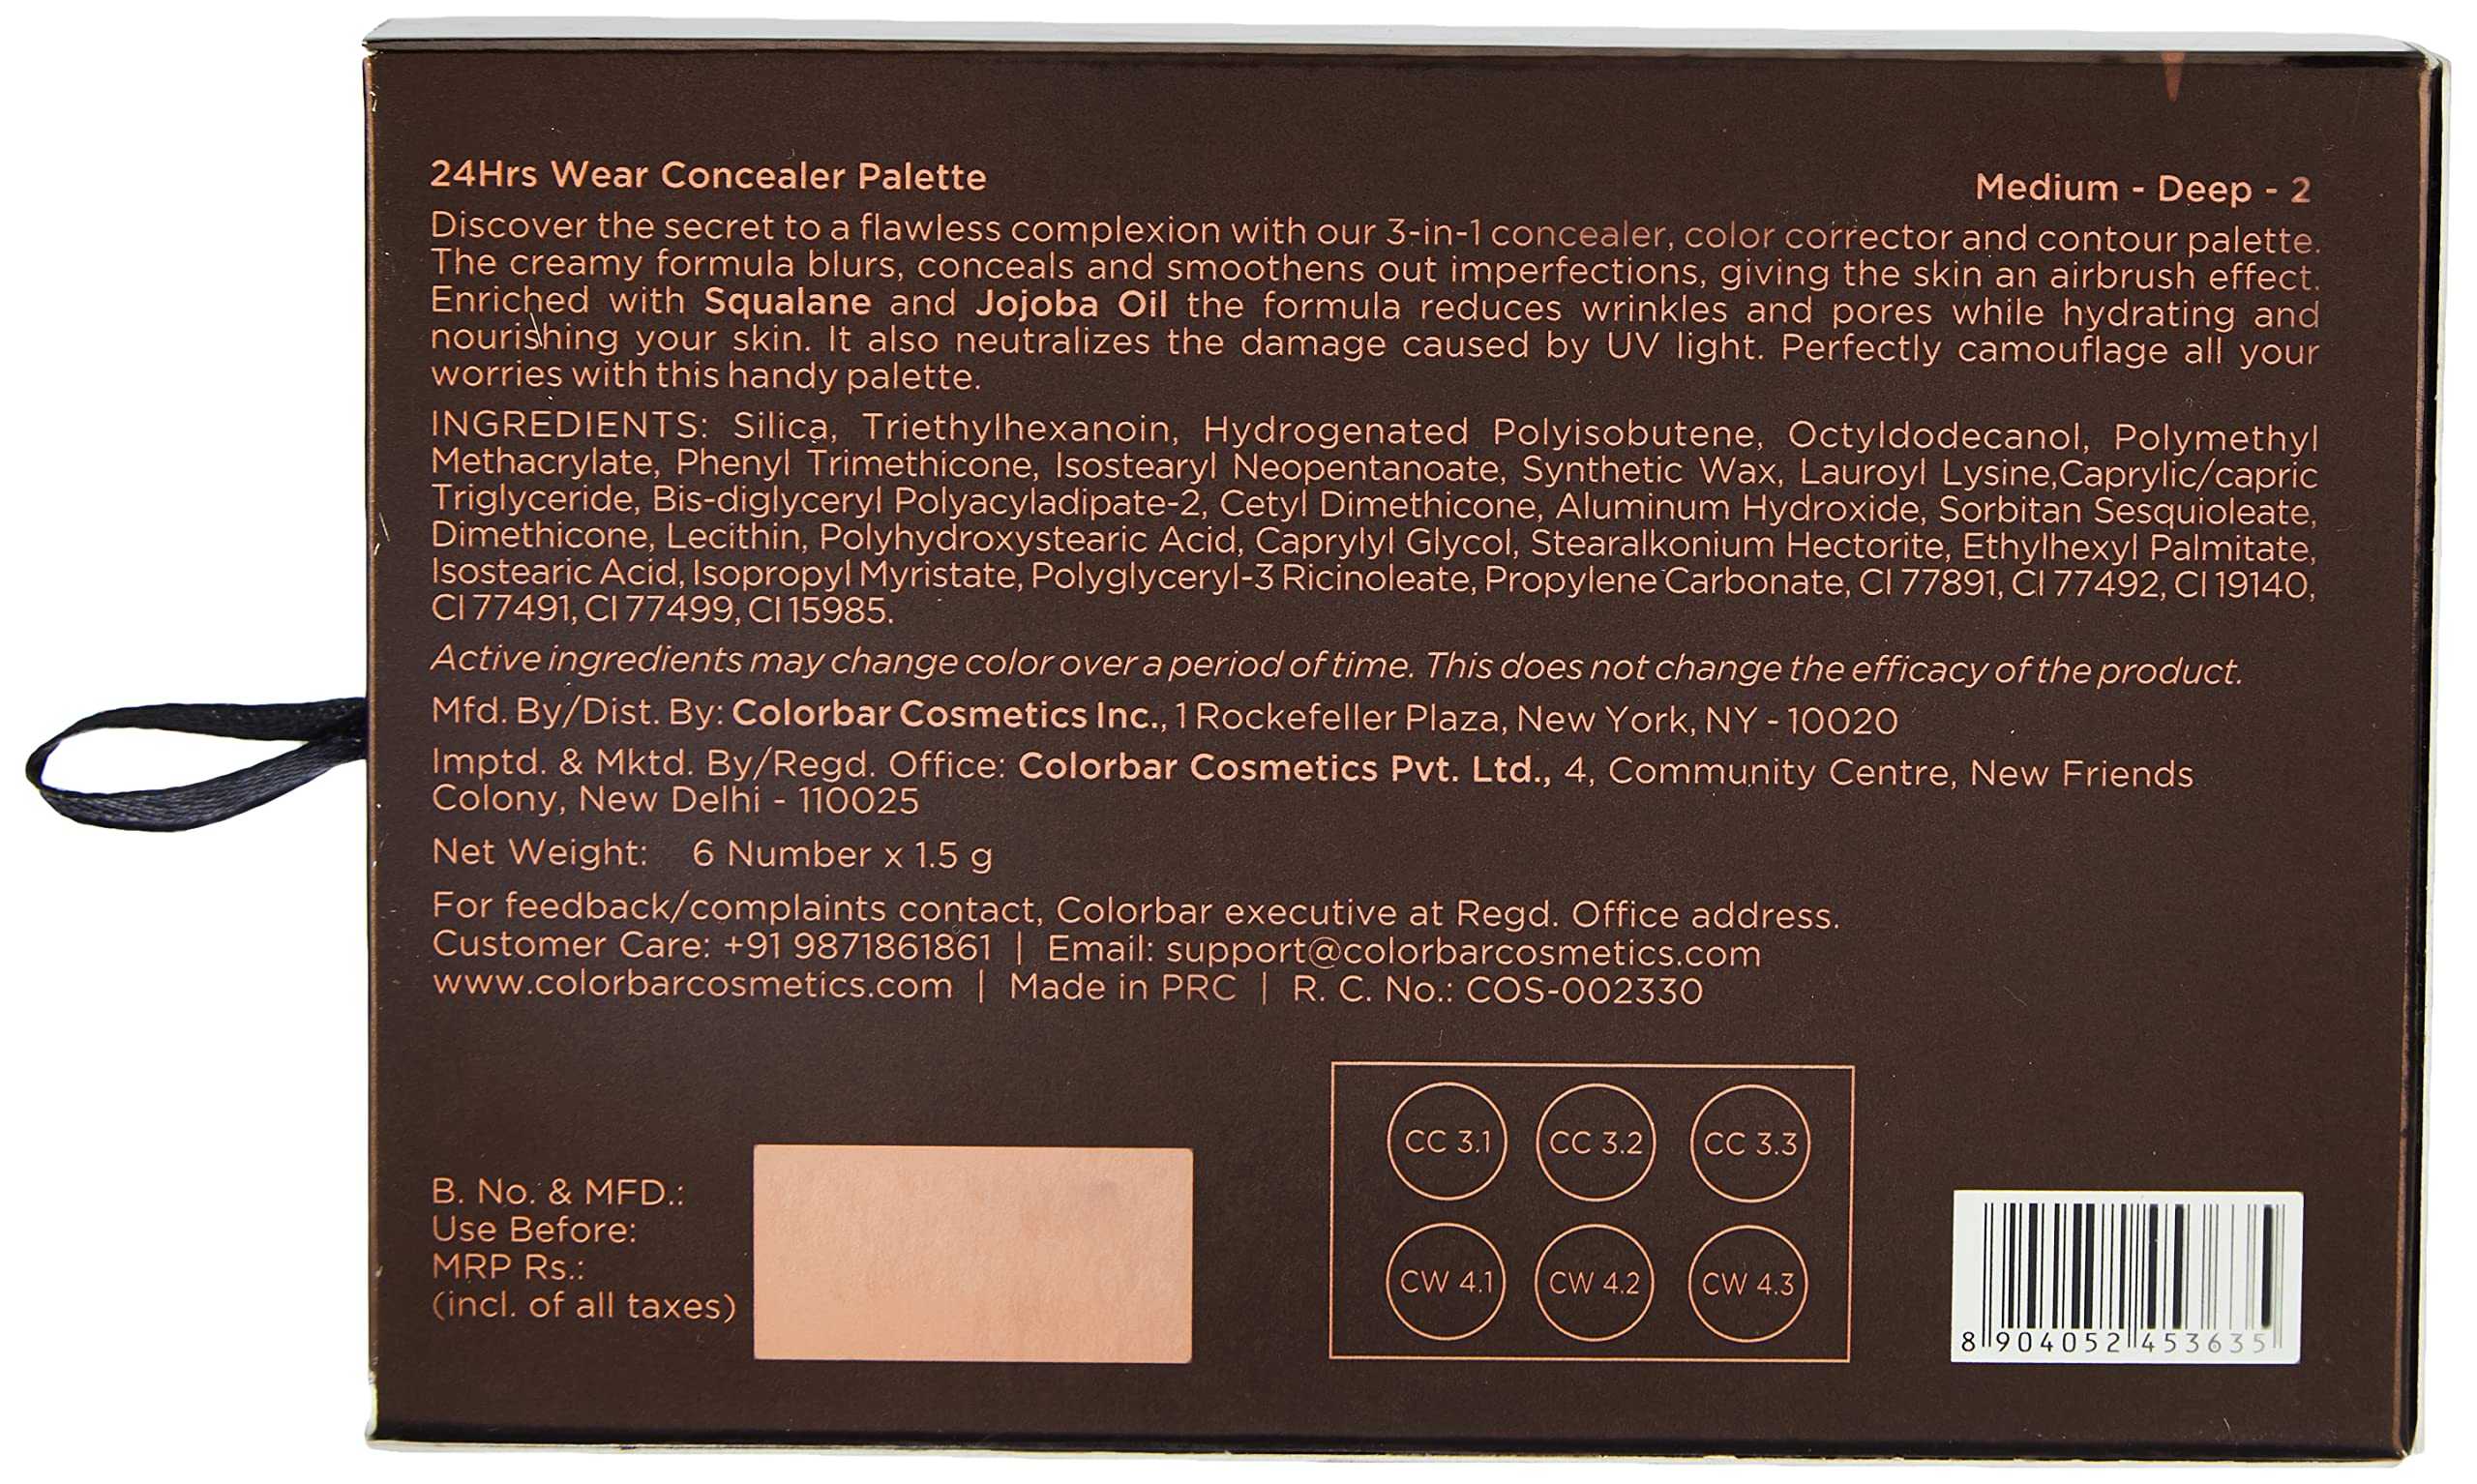 24Hrs Wear Concealer Palette
Medium - Deep - 2
Discover the secret to a flawless complexion with our 3-in-1 concealer, color corrector and contour palette.
The creamy formula blurs, conceals and smoothens out imperfections, giving the skin an airbrush effect.
Enriched with Squalane and Jojoba Oil the formula reduces wrinkles and pores while hydrating and
nourishing your skin. It also neutralizes the damage caused by UV light. Perfectly camouflage all your
worries with this handy palette.
INGREDIENTS: Silica, Triethylhexanoin, Hydrogenated Polyisobutene, Octyldodecanol, Polymethyl
Methacrylate, Phenyl Trimethicone, Isostearyl Neopentanoate, Synthetic Wax, Lauroyl Lysine,Caprylic/capric
Triglyceride, Bis-diglyceryl Polyacyladipate-2, Cetyl Dimethicone, Aluminum Hydroxide, Sorbitan Sesquioleate,
Dimethicone, Lecithin, Polyhydroxystearic Acid, Caprylyl Glycol, Stearalkonium Hectorite, Ethylhexyl Palmitate,
Isostearic Acid, Isopropyl Myristate, Polyglyceryl-3 Ricinoleate, Propylene Carbonate, CI 77891, CI 77492, CI 19140,
CI 77491, CI 77499, CI 15985.
Active ingredients may change color over a period of time. This does not change the efficacy of the product.
Mfd. By/Dist. By: Colorbar Cosmetics Inc., 1 Rockefeller Plaza, New York, NY - 10020
Imptd. & Mktd. By/Regd. Office: Colorbar Cosmetics Pvt. Ltd., 4, Community Centre, New Friends
Colony, New Delhi - 110025
Net Weight: 6 Number x 1.5 g
For feedback/complaints contact, Colorbar executive at Regd. Office address.
Customer Care: +91 9871861861 | Email: support@colorbarcosmetics.com
www.colorbarcosmetics.com | Made in PRC | R. C. No.: COS-002330
CC 3.1 CC 3.2 CC 3.3
CW 4.1 CW 4.2 CW 4.3
B. No. & MFD.:
Use Before:
MRP Rs.:
(incl. of all taxes)
8 904052 453635